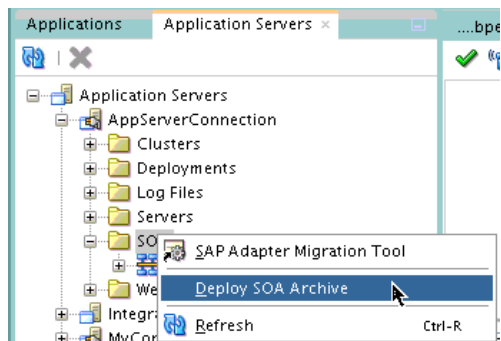 Applications
Application Servers
....bpe
Application Servers
AppServerConnection
Clusters
Deployments
Log Files
Servers
SO
SAP Adapter Migration Tool
Deploy SOA Archive
We
Integra
Refresh Ctrl-R
MyCon